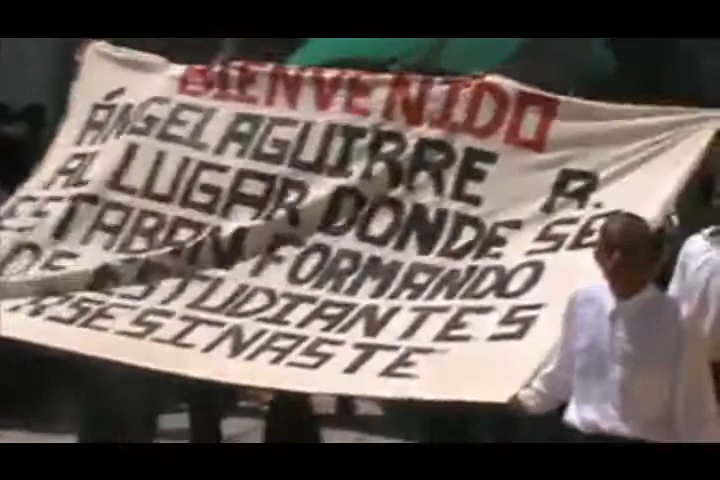 BIENVENIDO
ÁNGEL AGUIRRE R.
AL LUGAR DONDE SE
ESTABAN FORMANDO
ESTUDIANTES
ASESINASTE